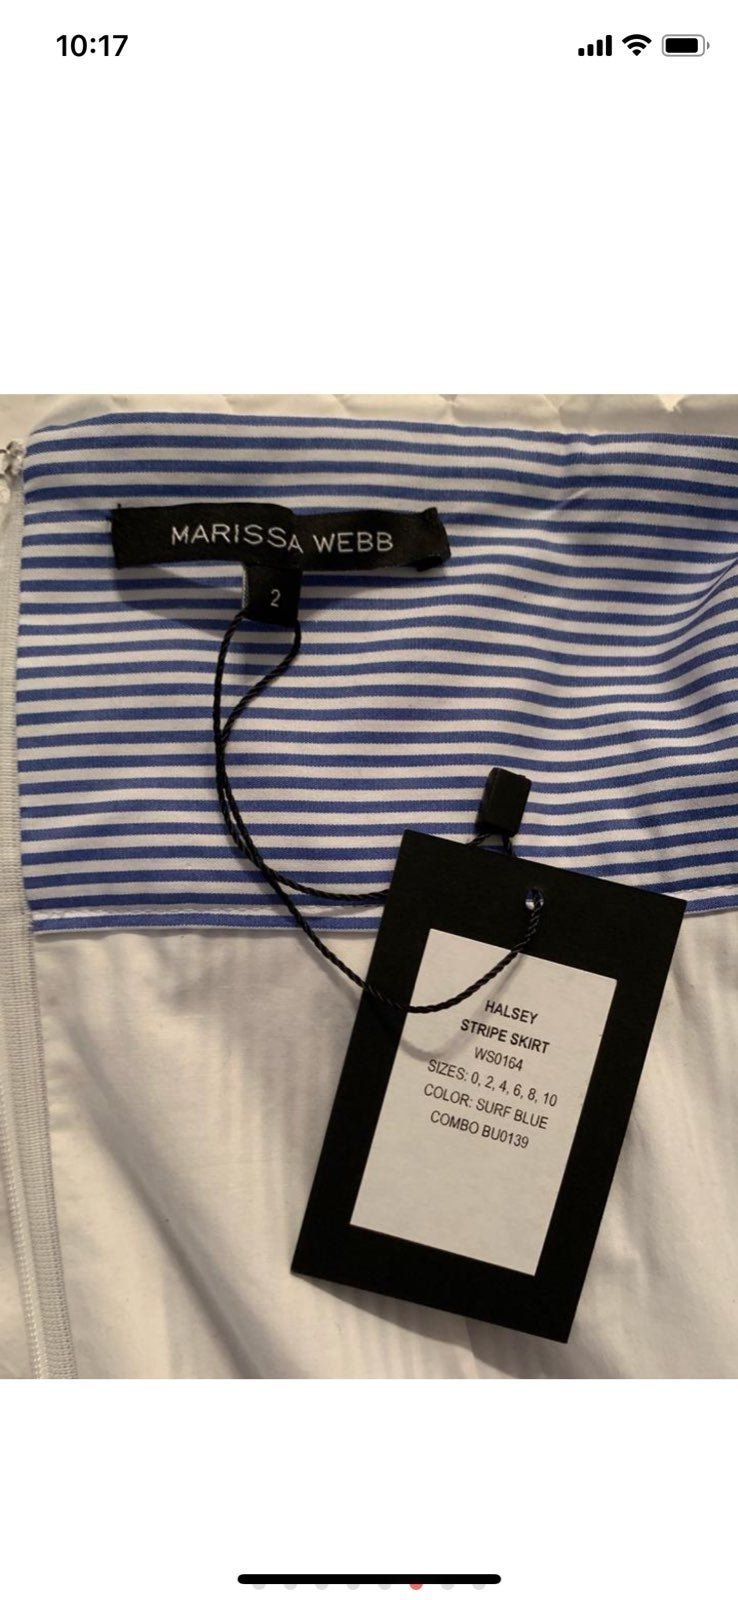 10:17
MARISSA WEBB
2
HALSEY
STRIPE SKIRT
WS0164
SIZES: 0, 2, 4, 6, 8, 10
COLOR: SURF BLUE
COMBO BU0139